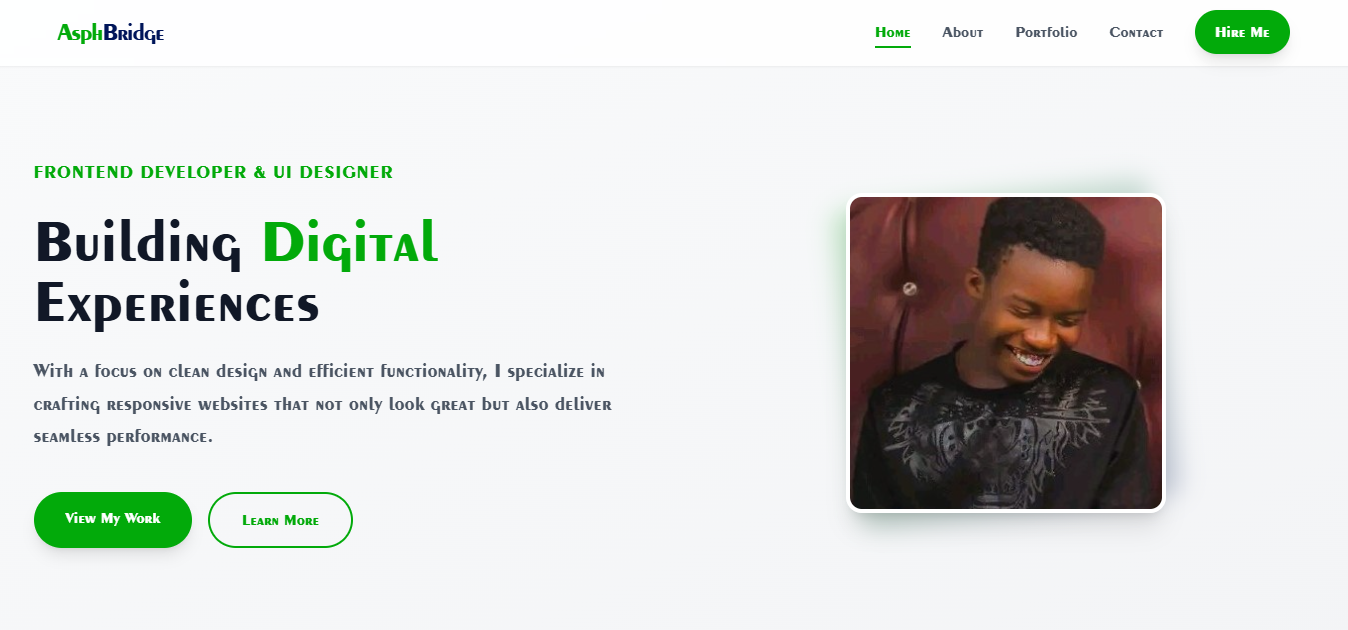 AsphBridge
Home About Portfolio Contact Hire Me
FRONTEND DEVELOPER & UI DESIGNER
Building Digital
Experiences
With a focus on clean design and efficient functionality, I specialize in
crafting responsive websites that not only look great but also deliver
seamless performance.
View My Work
Learn More